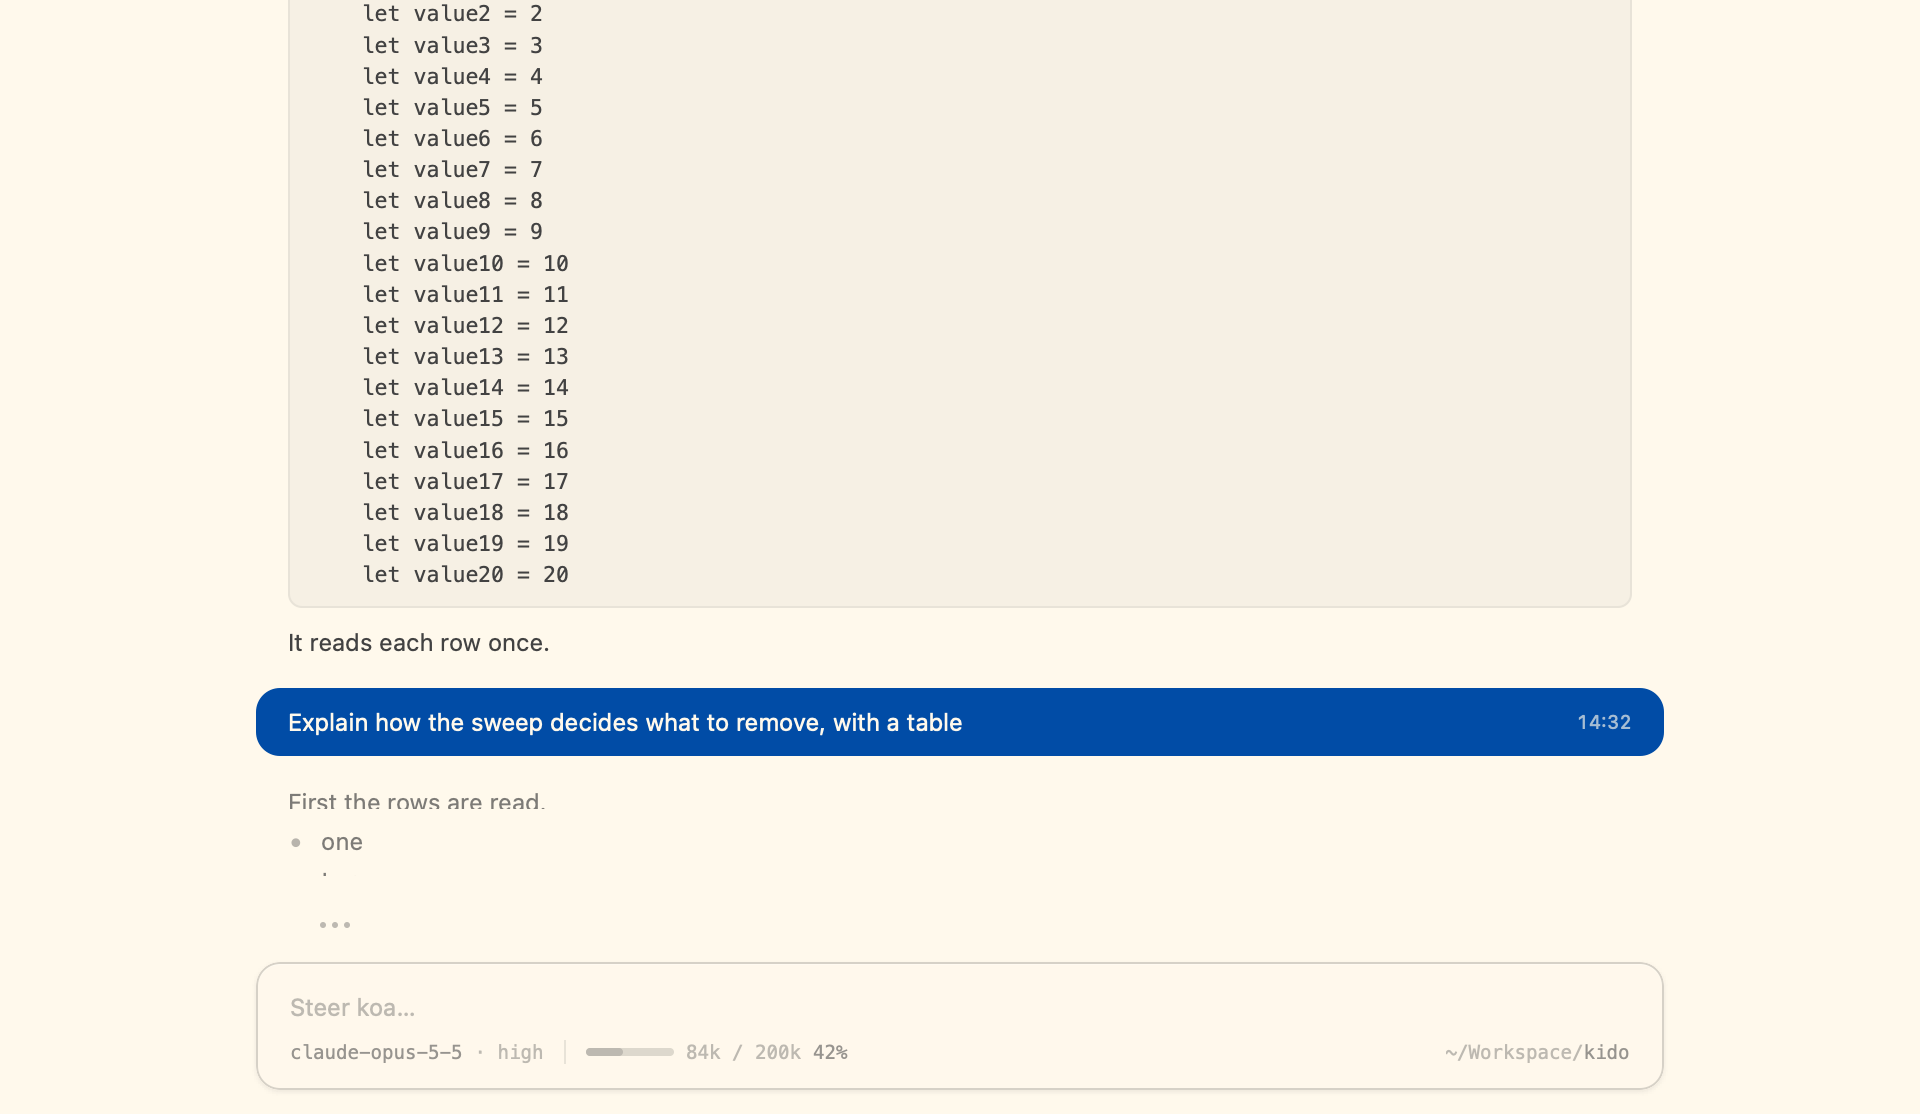 let value2 = 2
let value3 = 3
let value4 = 4
let value5 = 5
let value6 = 6
let value7 = 7
let value8 = 8
let value9 = 9
let value10 = 10
let value11 = 11
let value12 = 12
let value13 = 13
let value14 = 14
let value15 = 15
let value16 = 16
let value17 = 17
let value18 = 18
let value19 = 19
let value20 = 20
It reads each row once.
Explain how the sweep decides what to remove, with a table 14:32
First the rows are read.
• one
.
•••
Steer koa...
claude-opus-5-5 · high 84k / 200k 42% ~/Workspace/kido